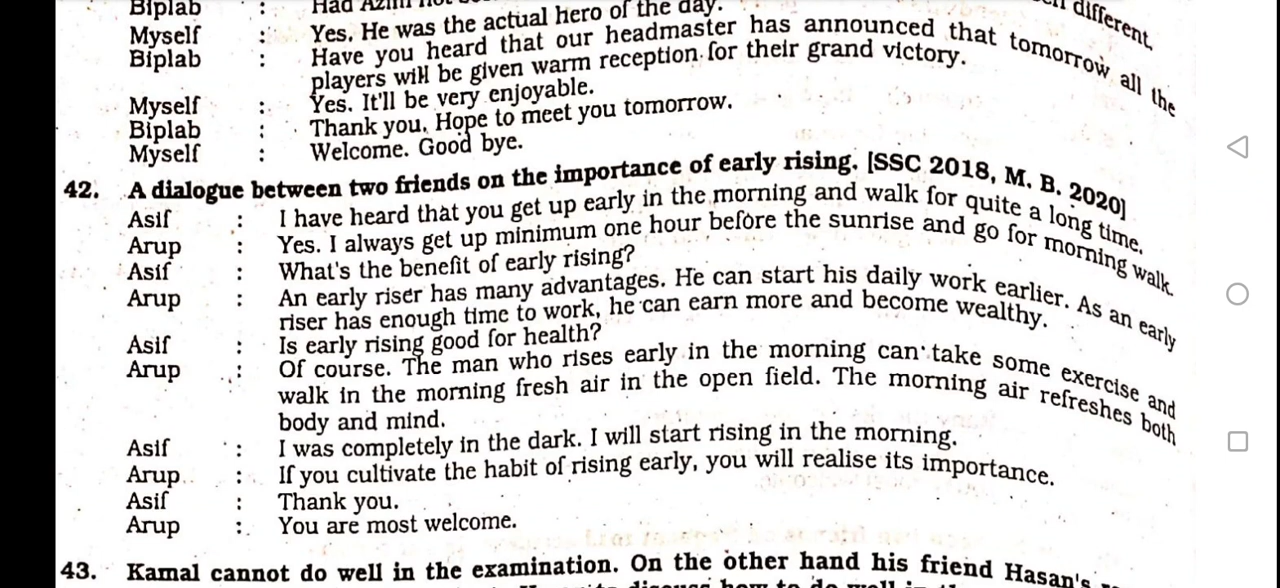 Biplab : Had
different.
Myself : Yes. He was the actual hero of the day.
Biplab : Have you heard that our headmaster has announced that tomorrow all the
players will be given warm reception for their grand victory.
Myself : Yes. It'll be very enjoyable.
Biplab : Thank you. Hope to meet you tomorrow.
Myself : Welcome. Good bye.
42. A dialogue between two friends on the importance of early rising. [SSC 2018, M. B. 2020]
Asif : I have heard that you get up early in the morning and walk for quite a long time.
Arup : Yes. I always get up minimum one hour before the sunrise and go for morning walk.
Asif : What's the benefit of early rising?
Arup : An early riser has many advantages. He can start his daily work earlier. As an early
riser has enough time to work, he can earn more and become wealthy.
Asif : Is early rising good for health?
Arup : Of course. The man who rises early in the morning can take some exercise and
walk in the morning fresh air in the open field. The morning air refreshes both
body and mind.
Asif : I was completely in the dark. I will start rising in the morning.
Arup : If you cultivate the habit of rising early, you will realise its importance.
Asif : Thank you.
Arup : You are most welcome.
43. Kamal cannot do well in the examination. On the other hand his friend Hasan's
discuss how to do well in